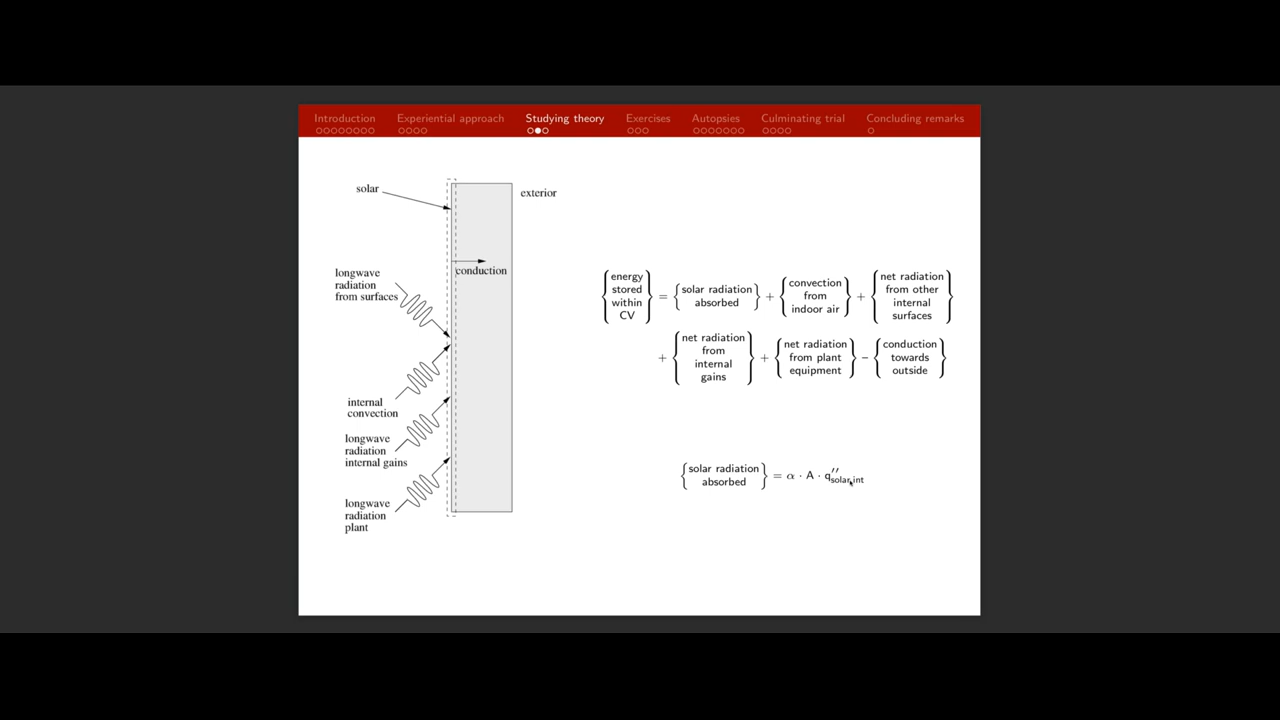 Introduction Experiential approach Studying theory Exercises Autopsies Culminating trial Concluding remarks
solar
exterior
conduction
longwave
radiation
from surfaces
internal
convection
longwave
radiation
internal gains
longwave
radiation
plant
energy
stored
within
CV
=
solar radiation
absorbed
+
convection
from
indoor air
+
net radiation
from other
internal
surfaces
+
net radiation
from
internal
gains
+
net radiation
from plant
equipment
−
conduction
towards
outside
{solar radiation
absorbed} = α · A · q″solar,int